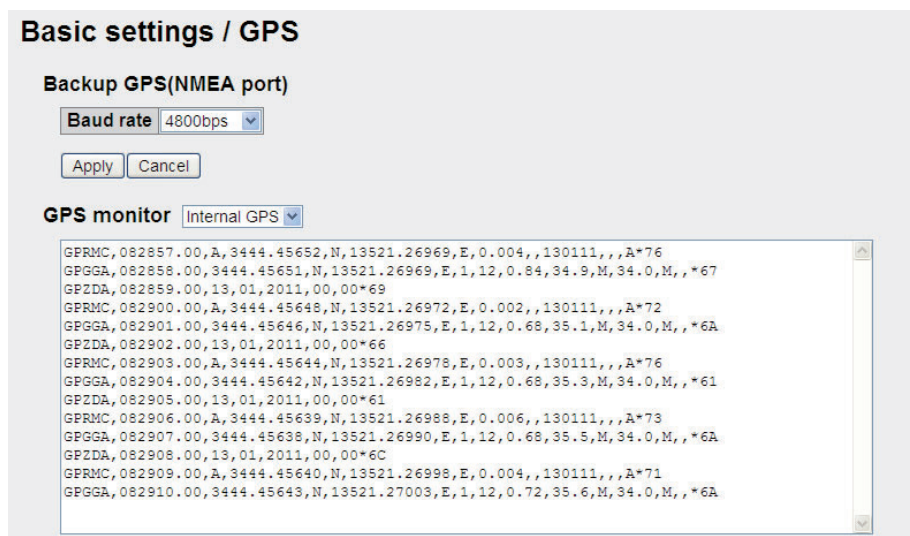 Basic settings / GPS
Backup GPS(NMEA port)
Baud rate 4800bps
Apply Cancel
GPS monitor Internal GPS
GPRMC,082857.00,A,3444.45652,N,13521.26969,E,0.004,,130111,,,A*76
GPGGA,082858.00,3444.45651,N,13521.26969,E,1,12,0.84,34.9,M,34.0,M,,*67
GPZDA,082859.00,13,01,2011,00,00*69
GPRMC,082900.00,A,3444.45648,N,13521.26972,E,0.002,,130111,,,A*72
GPGGA,082901.00,3444.45646,N,13521.26975,E,1,12,0.68,35.1,M,34.0,M,,*6A
GPZDA,082902.00,13,01,2011,00,00*66
GPRMC,082903.00,A,3444.45644,N,13521.26978,E,0.003,,130111,,,A*76
GPGGA,082904.00,3444.45642,N,13521.26982,E,1,12,0.68,35.3,M,34.0,M,,*61
GPZDA,082905.00,13,01,2011,00,00*61
GPRMC,082906.00,A,3444.45639,N,13521.26988,E,0.006,,130111,,,A*73
GPGGA,082907.00,3444.45638,N,13521.26990,E,1,12,0.68,35.5,M,34.0,M,,*6A
GPZDA,082908.00,13,01,2011,00,00*6C
GPRMC,082909.00,A,3444.45640,N,13521.26998,E,0.004,,130111,,,A*71
GPGGA,082910.00,3444.45643,N,13521.27003,E,1,12,0.72,35.6,M,34.0,M,,*6A